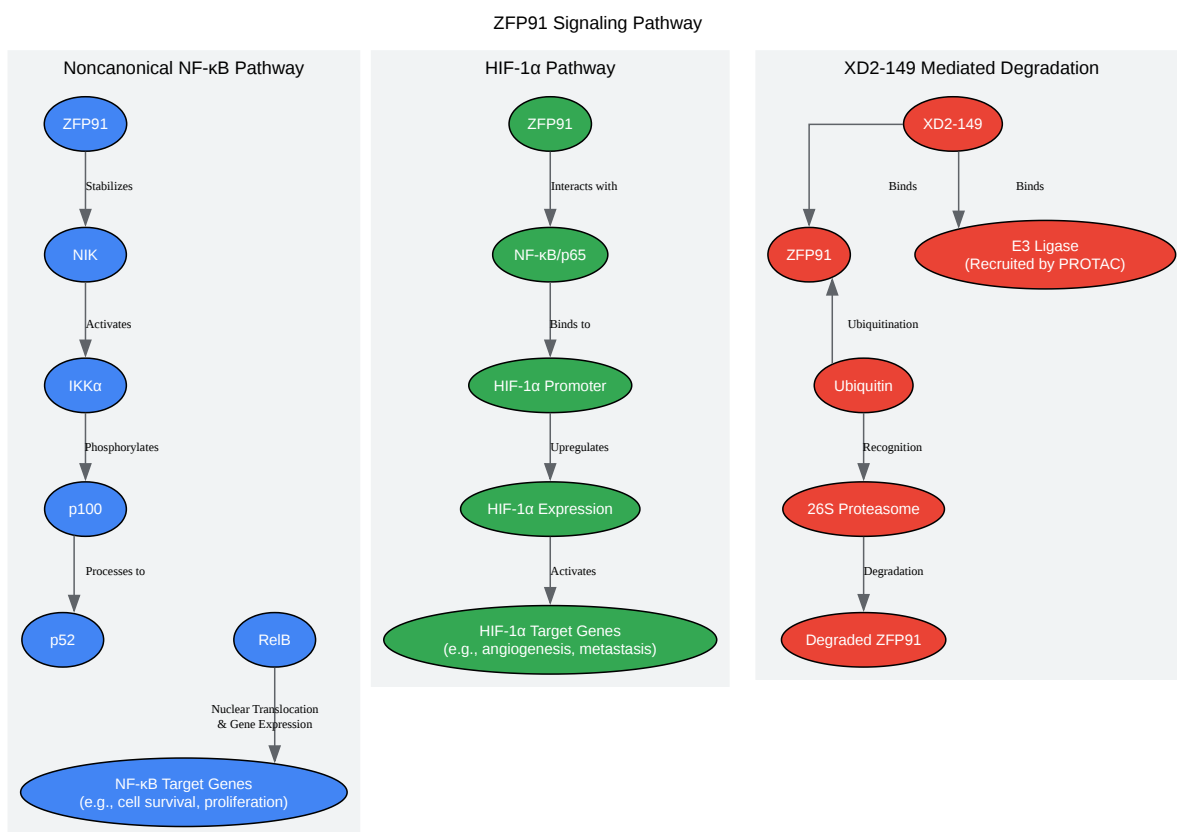 ZFP91 Signaling Pathway
Noncanonical NF-κB Pathway
ZFP91
Stabilizes
NIK
Activates
IKKα
Phosphorylates
p100
Processes to
p52
RelB
Nuclear Translocation
& Gene Expression
NF-κB Target Genes
(e.g., cell survival, proliferation)
HIF-1α Pathway
ZFP91
Interacts with
NF-κB/p65
Binds to
HIF-1α Promoter
Upregulates
HIF-1α Expression
Activates
HIF-1α Target Genes
(e.g., angiogenesis, metastasis)
XD2-149 Mediated Degradation
XD2-149
Binds
Binds
ZFP91
E3 Ligase
(Recruited by PROTAC)
Ubiquitination
Ubiquitin
Recognition
26S Proteasome
Degradation
Degraded ZFP91